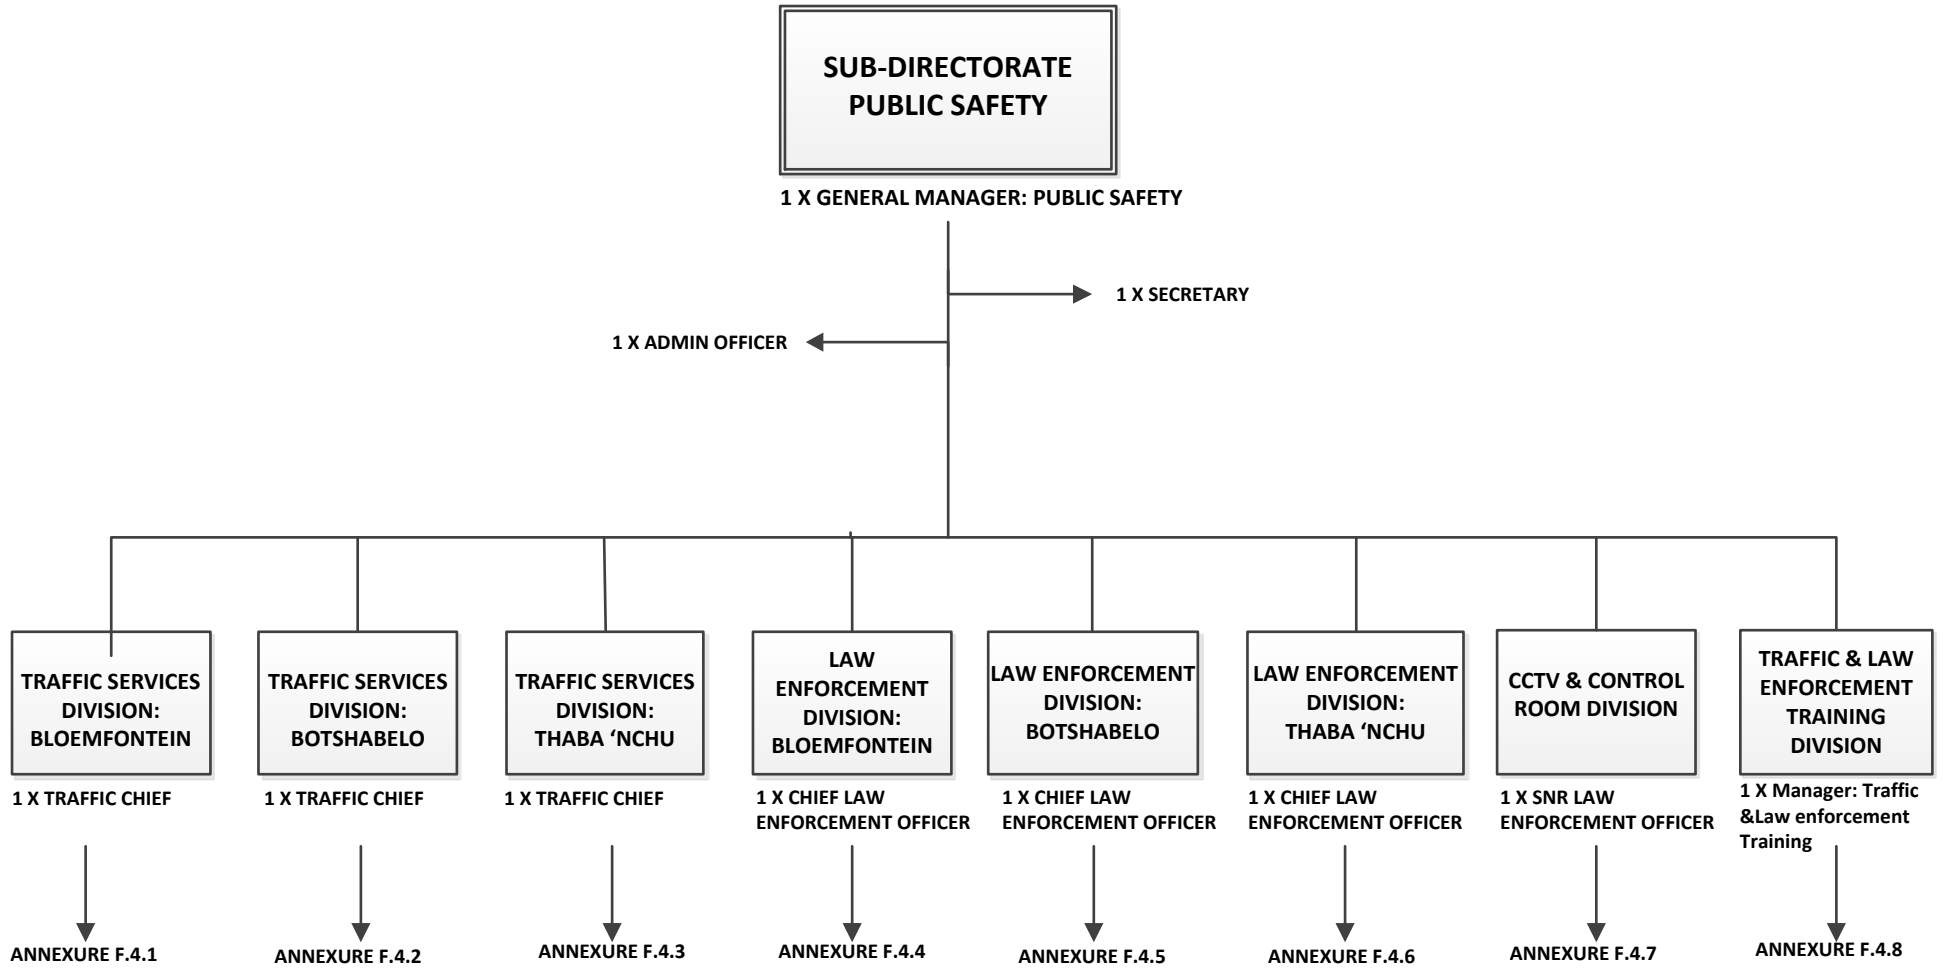 SUB-DIRECTORATE
PUBLIC SAFETY
1 X GENERAL MANAGER: PUBLIC SAFETY
1 X SECRETARY
1 X ADMIN OFFICER
TRAFFIC SERVICES
DIVISION:
BLOEMFONTEIN
1 X TRAFFIC CHIEF
ANNEXURE F.4.1
TRAFFIC SERVICES
DIVISION:
BOTSHABELO
1 X TRAFFIC CHIEF
ANNEXURE F.4.2
TRAFFIC SERVICES
DIVISION:
THABA ‘NCHU
1 X TRAFFIC CHIEF
ANNEXURE F.4.3
LAW
ENFORCEMENT
DIVISION:
BLOEMFONTEIN
1 X CHIEF LAW
ENFORCEMENT OFFICER
ANNEXURE F.4.4
LAW ENFORCEMENT
DIVISION:
BOTSHABELO
1 X CHIEF LAW
ENFORCEMENT OFFICER
ANNEXURE F.4.5
LAW ENFORCEMENT
DIVISION:
THABA ‘NCHU
1 X CHIEF LAW
ENFORCEMENT OFFICER
ANNEXURE F.4.6
CCTV & CONTROL
ROOM DIVISION
1 X SNR LAW
ENFORCEMENT OFFICER
ANNEXURE F.4.7
TRAFFIC & LAW
ENFORCEMENT
TRAINING
DIVISION
1 X Manager: Traffic
&Law enforcement
Training
ANNEXURE F.4.8